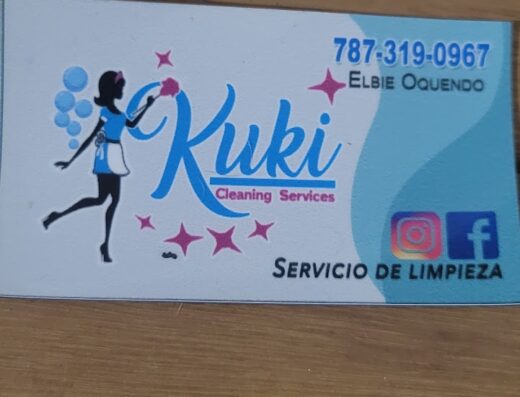 787-319-0967
ELBIE OQUENDO
Kuki
Cleaning Services
SERVICIO DE LIMPIEZA